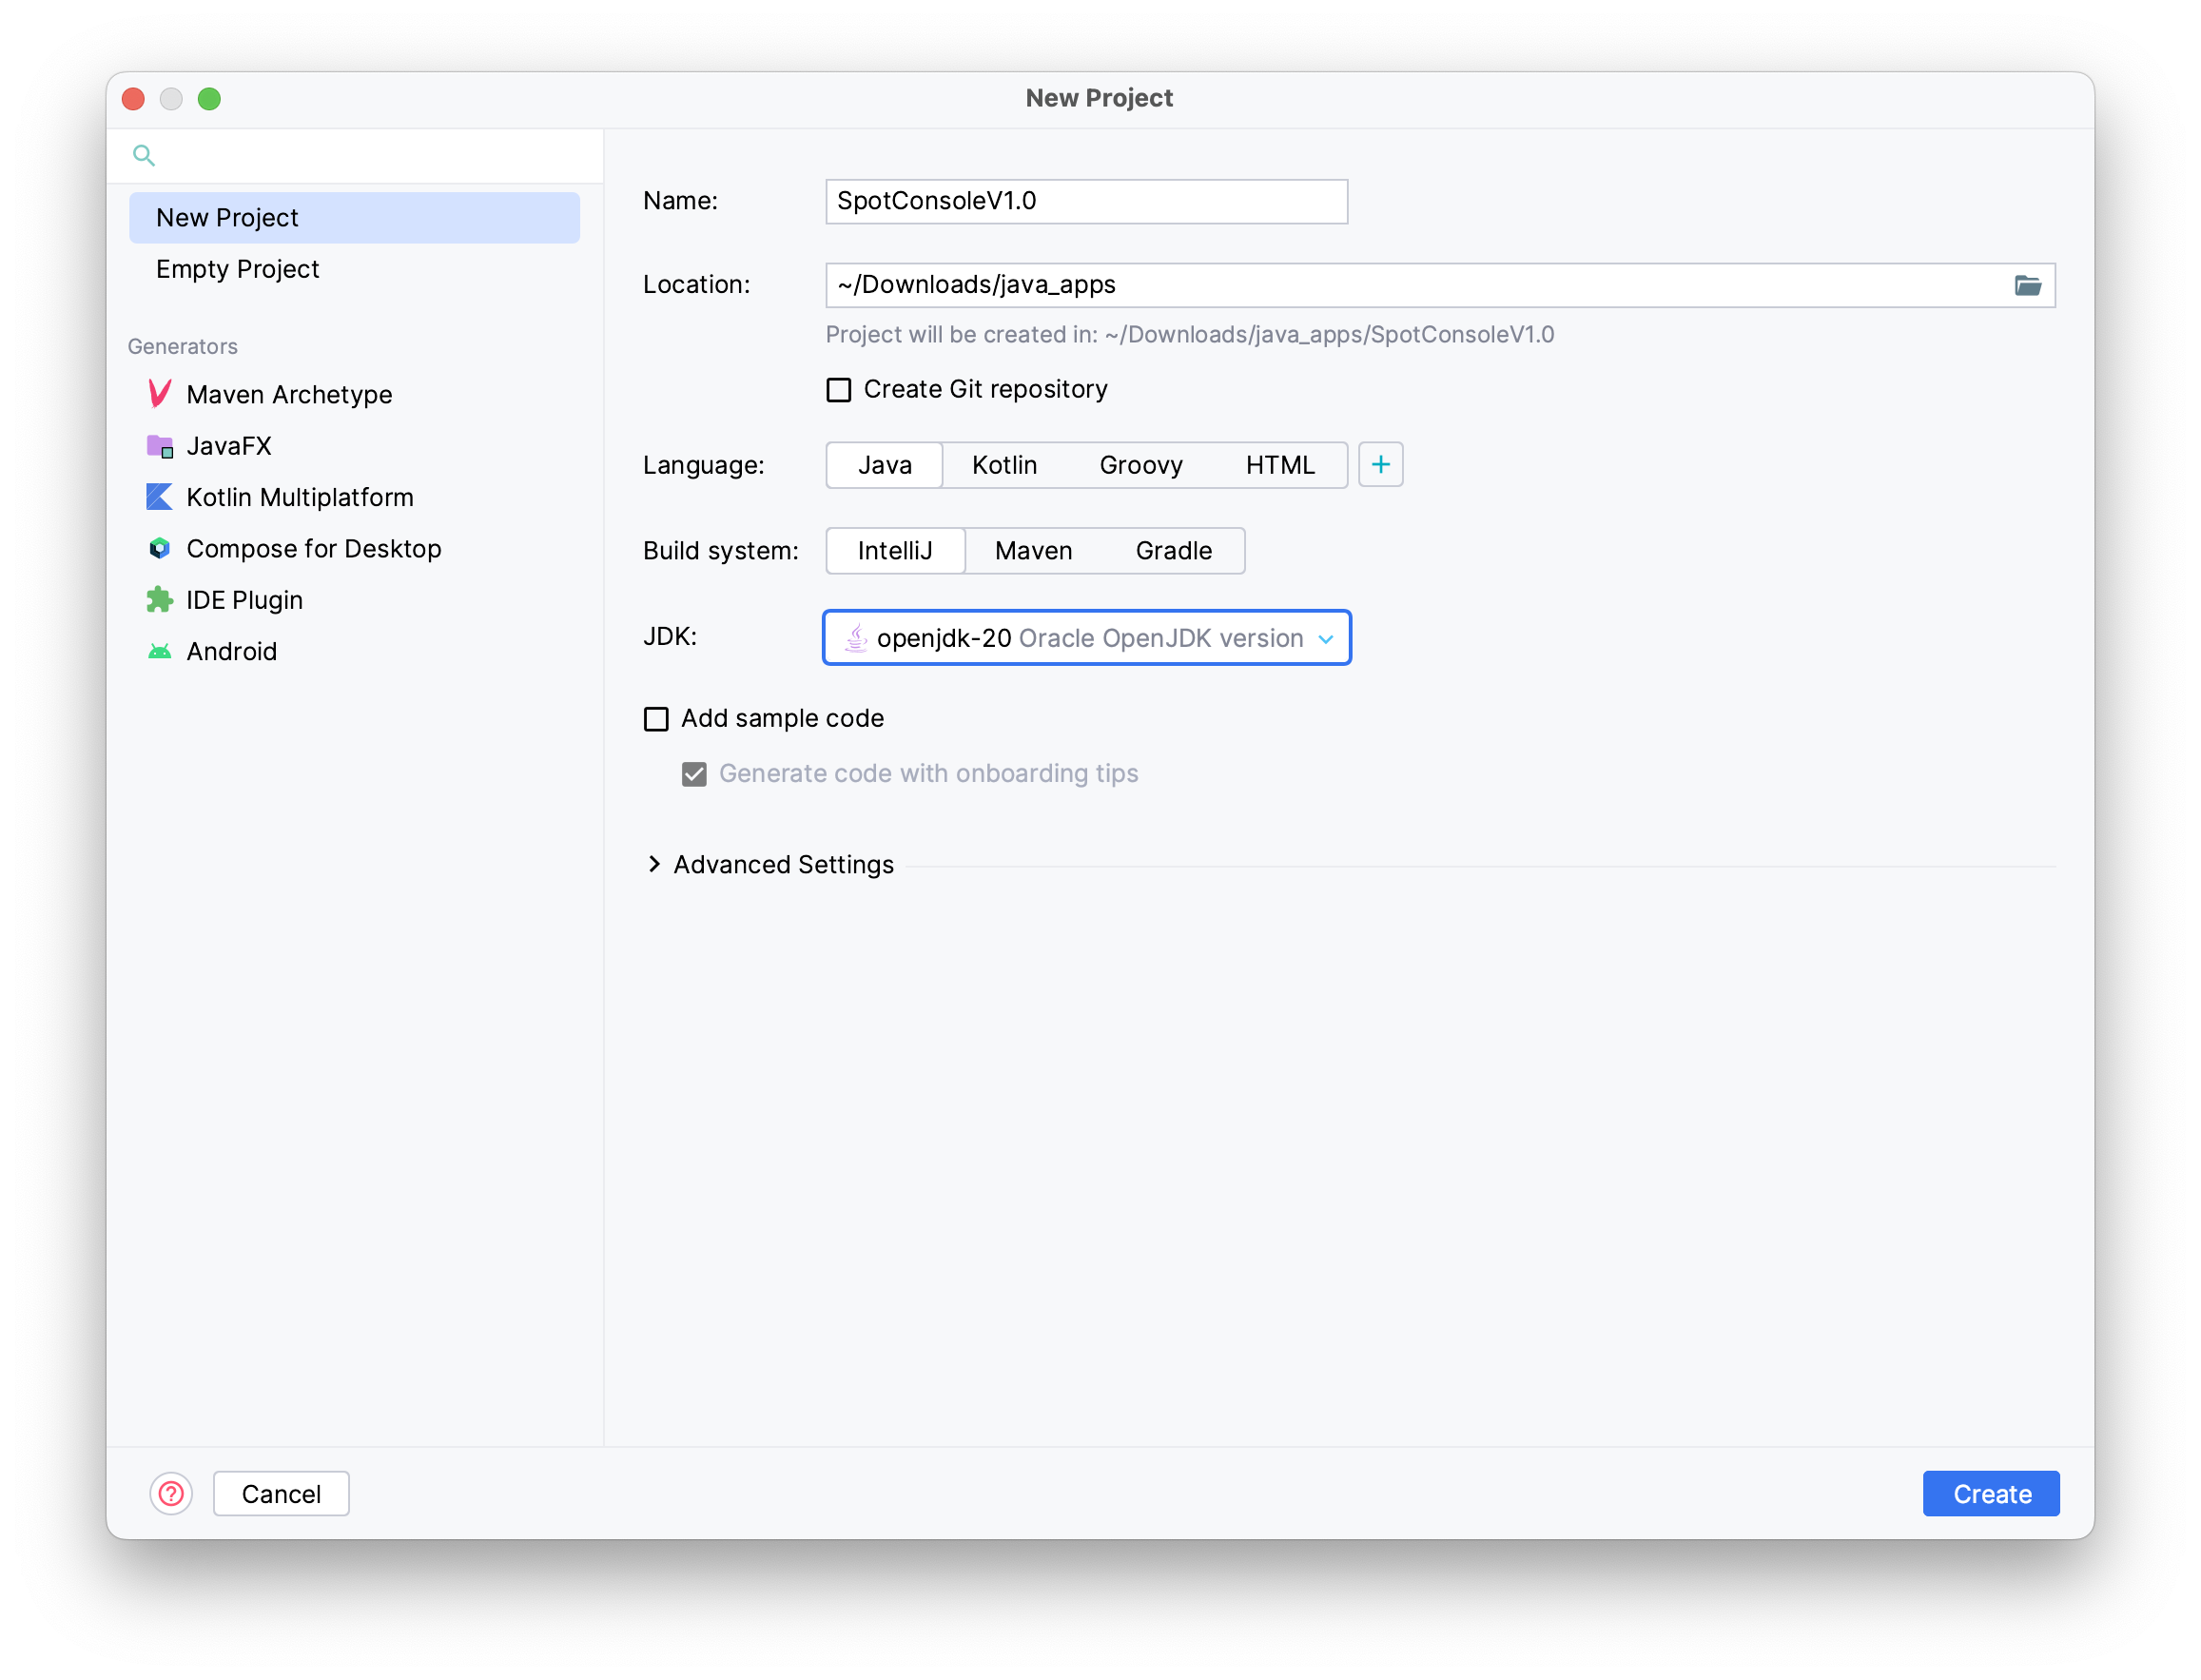 New Project
New Project
Empty Project
Generators
Maven Archetype
JavaFX
Kotlin Multiplatform
Compose for Desktop
IDE Plugin
Android
Name: SpotConsoleV1.0
Location: ~/Downloads/java_apps
Project will be created in: ~/Downloads/java_apps/SpotConsoleV1.0
Create Git repository
Language: Java Kotlin Groovy HTML +
Build system: IntelliJ Maven Gradle
JDK: openjdk-20 Oracle OpenJDK version
Add sample code
Generate code with onboarding tips
Advanced Settings
? Cancel Create